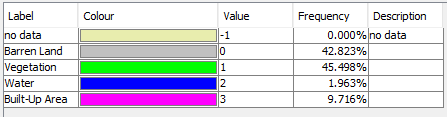 Label Colour Value Frequency Description
no data -1 0.000% no data
Barren Land 0 42.823%
Vegetation 1 45.498%
Water 2 1.963%
Built-Up Area 3 9.716%